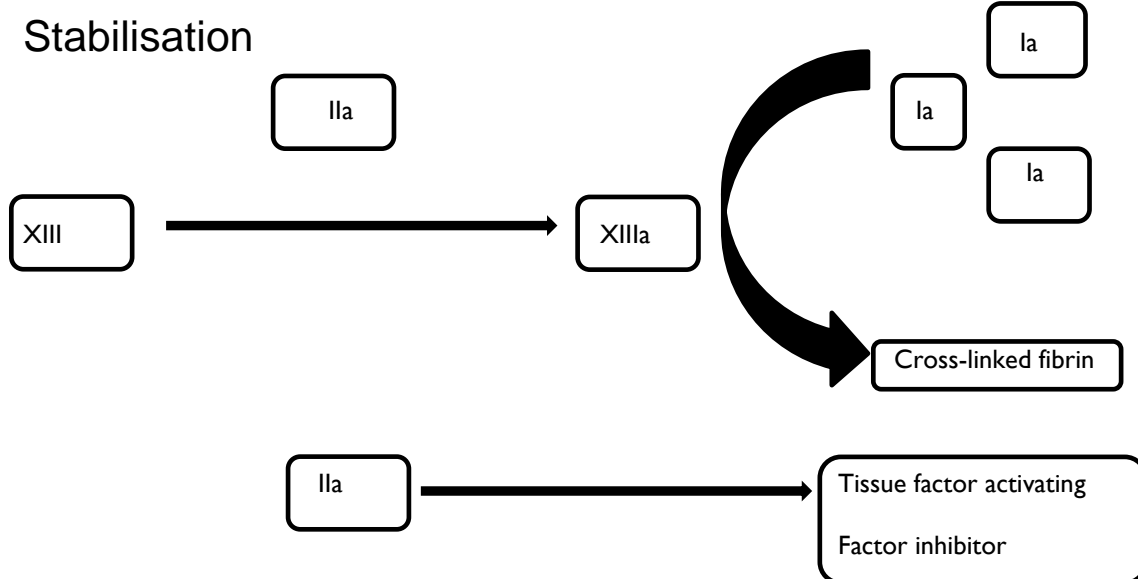 Stabilisation
Ia
IIa
Ia
Ia
XIII
XIIIa
Cross-linked fibrin
IIa
Tissue factor activating
Factor inhibitor